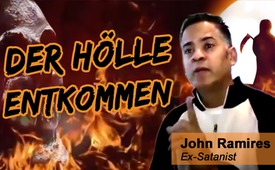 DER HÖLLE
ENTKOMMEN
John Ramires
Ex-Satanist